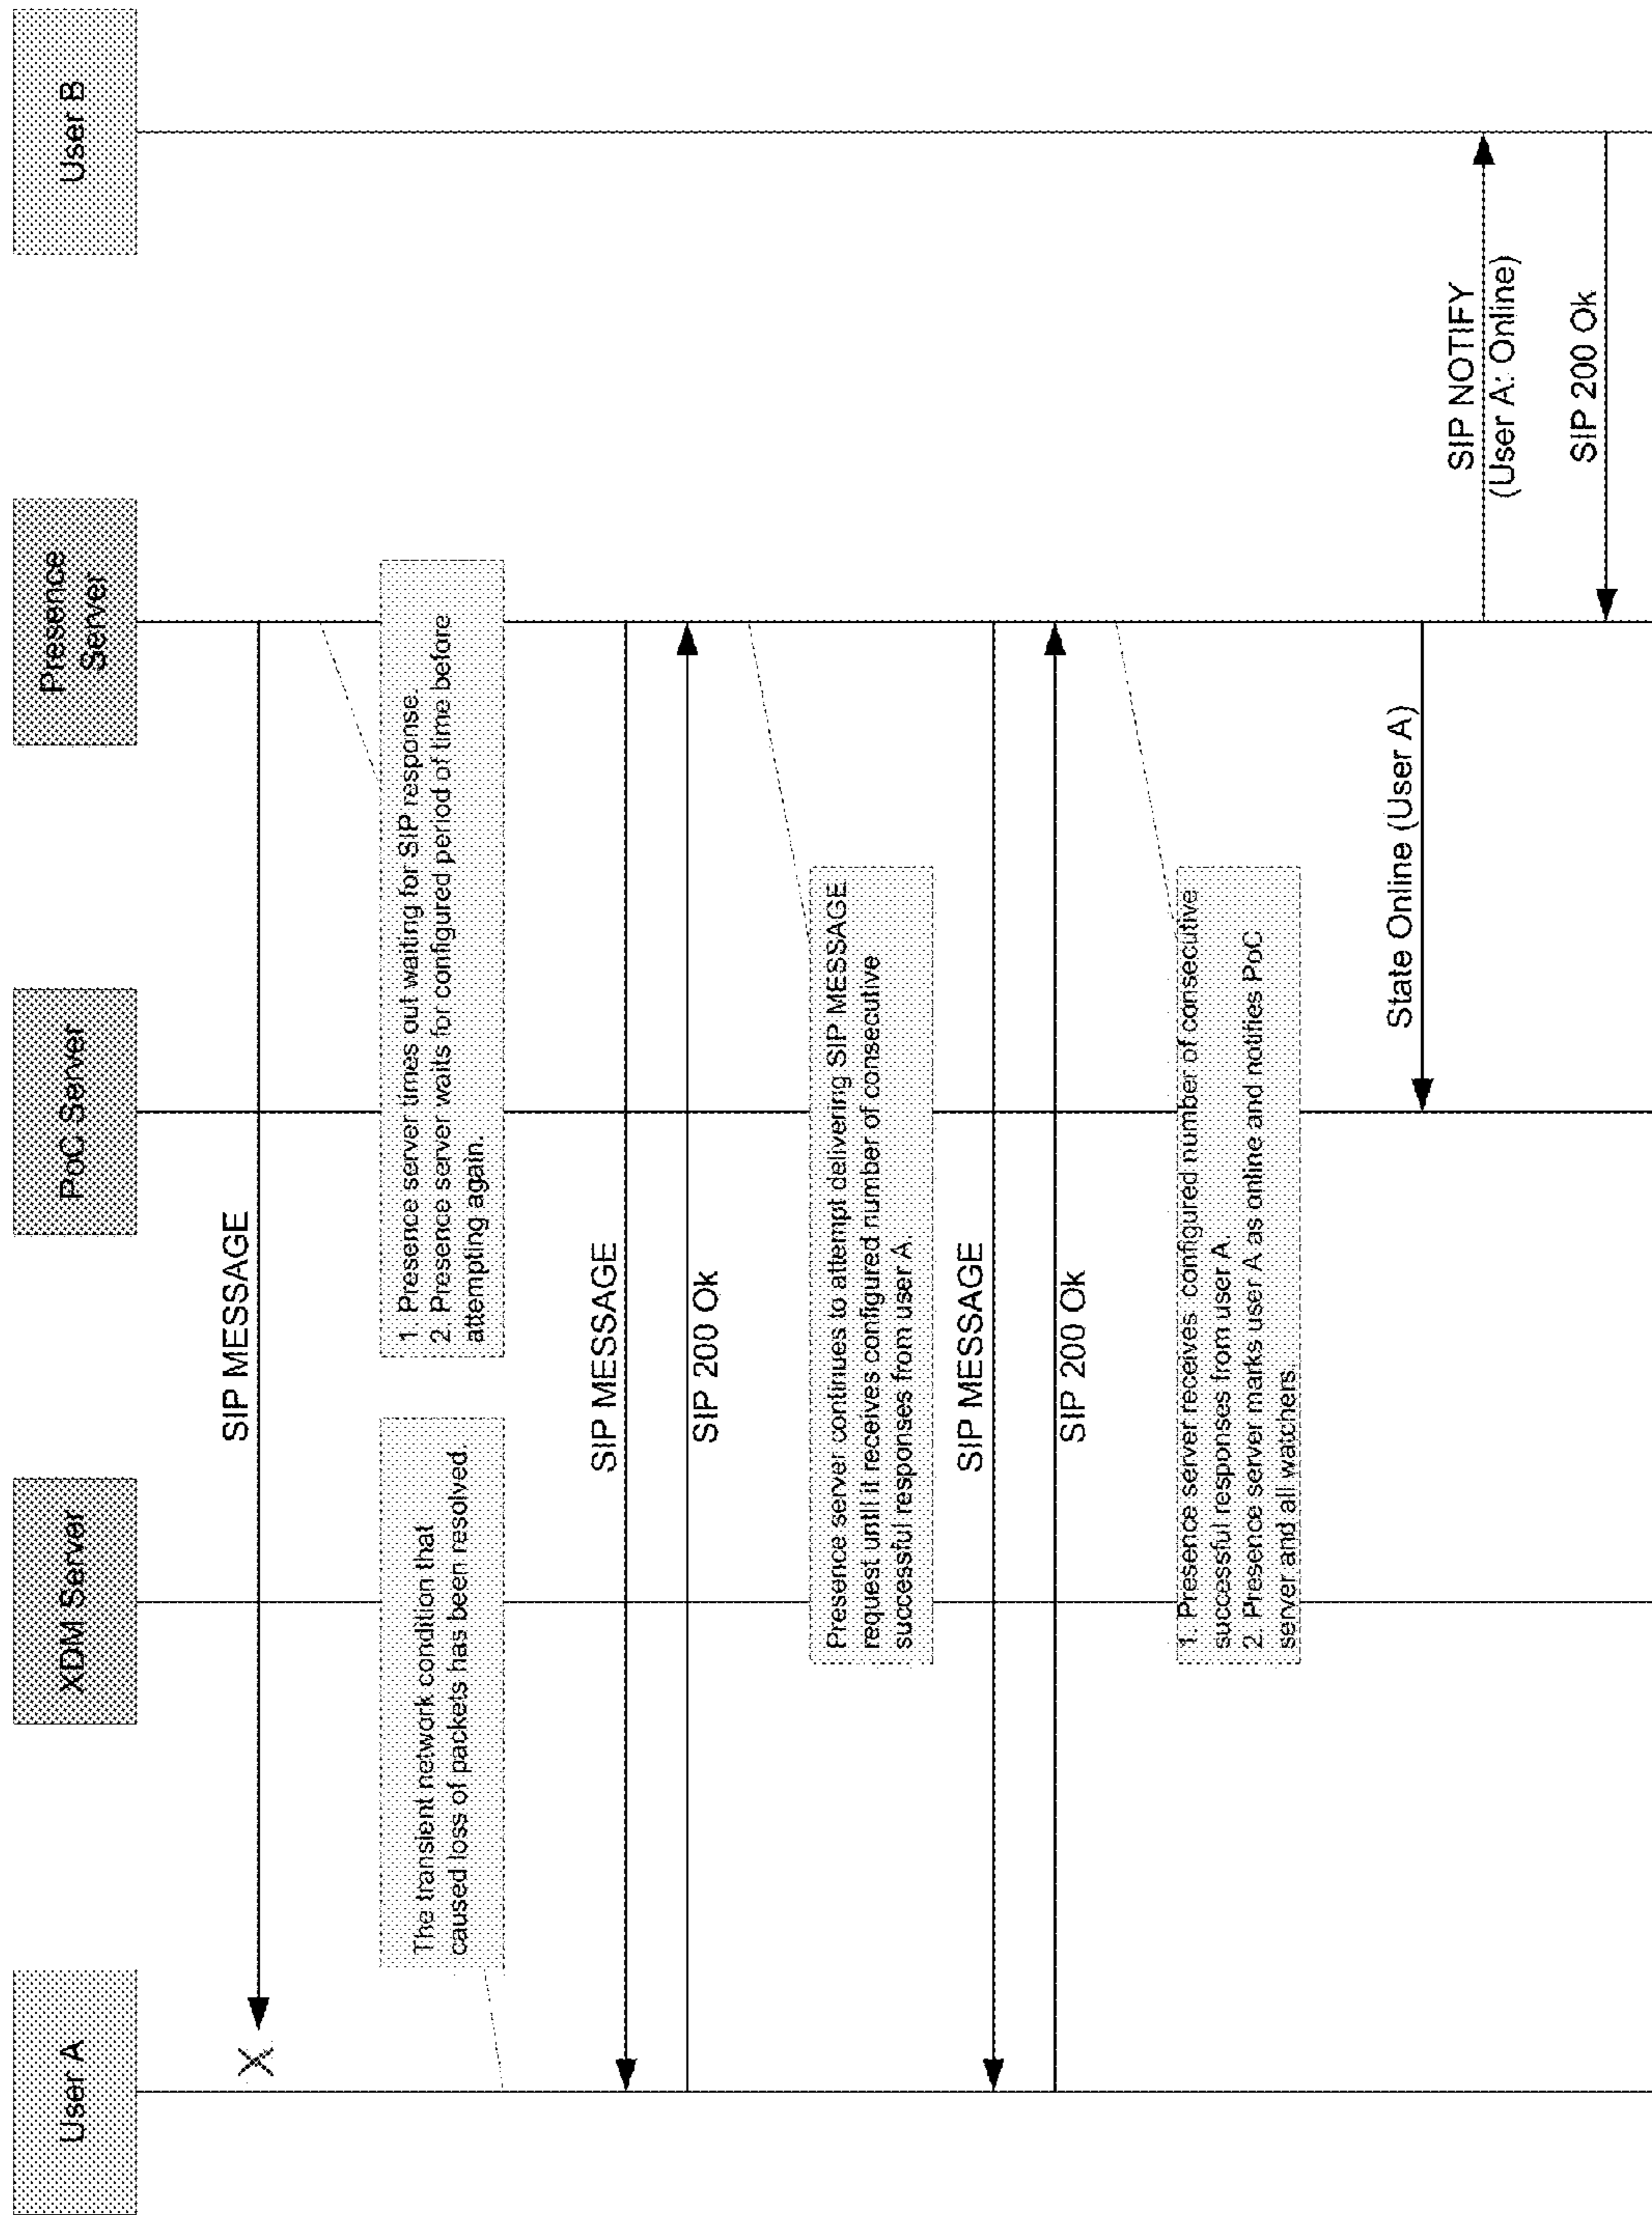 User A
XDM Server
PoC Server
Presence
Server
User B
SIP MESSAGE
X
The transient network condition that
caused loss of packets has been resolved
1. Presence server times out waiting for SIP response.
2. Presence server waits for configured period of time before
attempting again.
SIP MESSAGE
SIP 200 Ok
Presence server continues to attempt delivering SIP MESSAGE
request until it receives configured number of consecutive
successful responses from user A
SIP MESSAGE
SIP 200 Ok
1. Presence server receives configured number of consecutive
successful responses from user A
2. Presence server marks user A as online and notifies PoC
server and all watchers
State Online (User A)
SIP NOTIFY
(User A: Online)
SIP 200 Ok